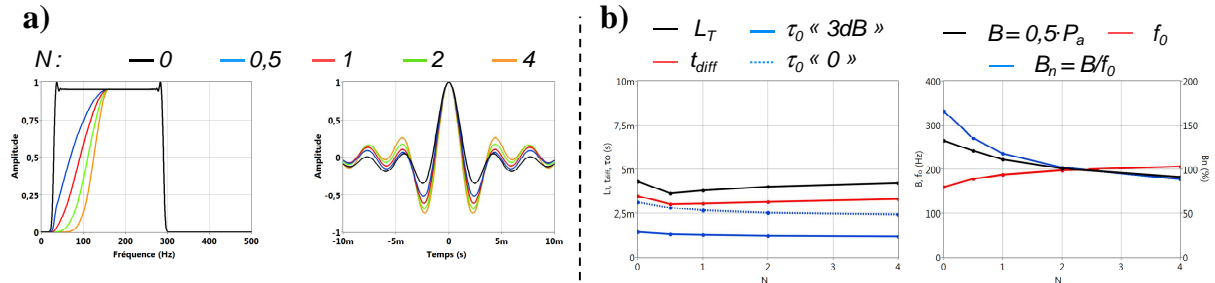 a)
N : 0 0,5 1 2 4
1
0,75
0,5
0,25
0
Amplitude
0 100 200 300 400 500
Fréquence (Hz)
1
0,5
0
-0,5
-1
Amplitude
-10m -5m 0 5m 10m
Temps (s)
b)
L_T τ_0 « 3dB »
t_diff τ_0 « 0 »
10m
7,5m
5m
2,5m
0
L_T, t_diff, τ_0 (s)
0 1 2 3 4
N
B = 0,5·P_a f_0
B_n = B/f_0
400
300
200
100
0
B, f_0 (Hz)
200
150
100
50
0
Bn (%)
0 1 2 3 4
N